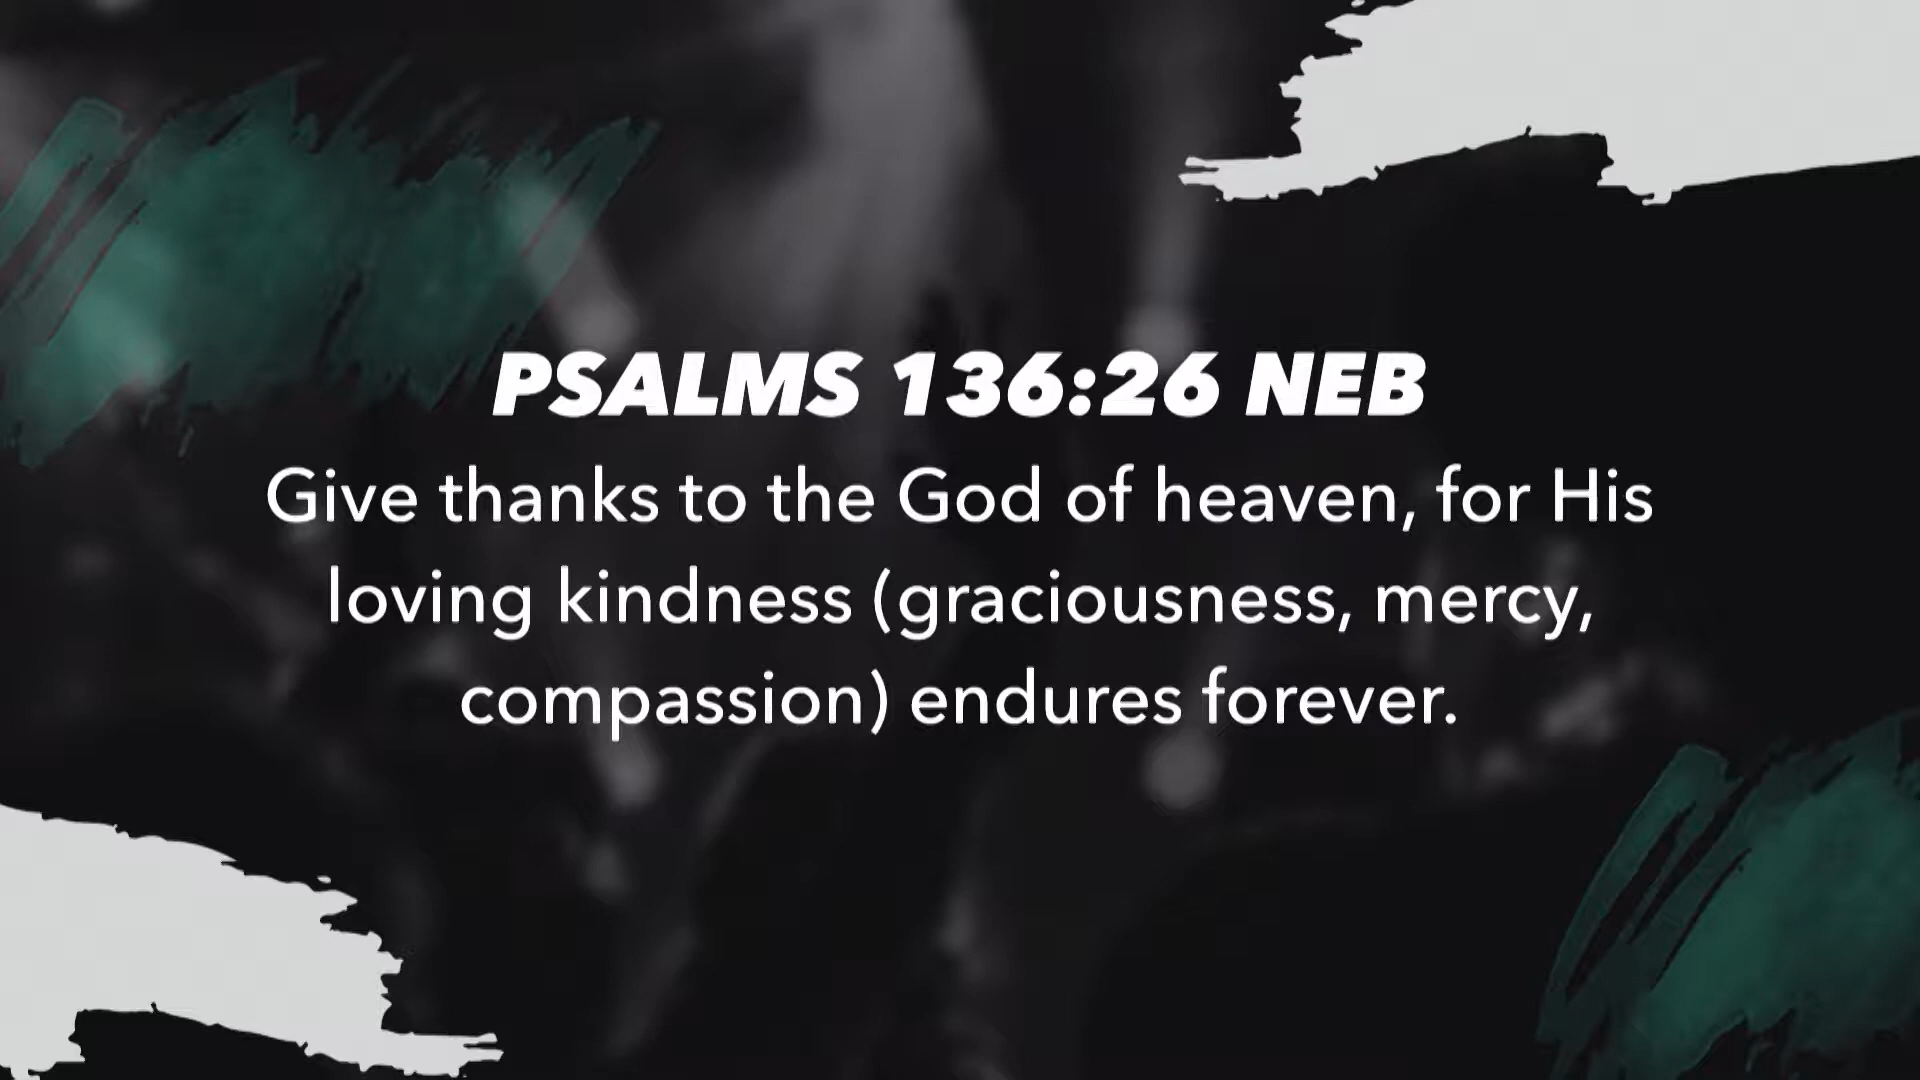 PSALMS 136:26 NEB
Give thanks to the God of heaven, for His
loving kindness (graciousness, mercy,
compassion) endures forever.